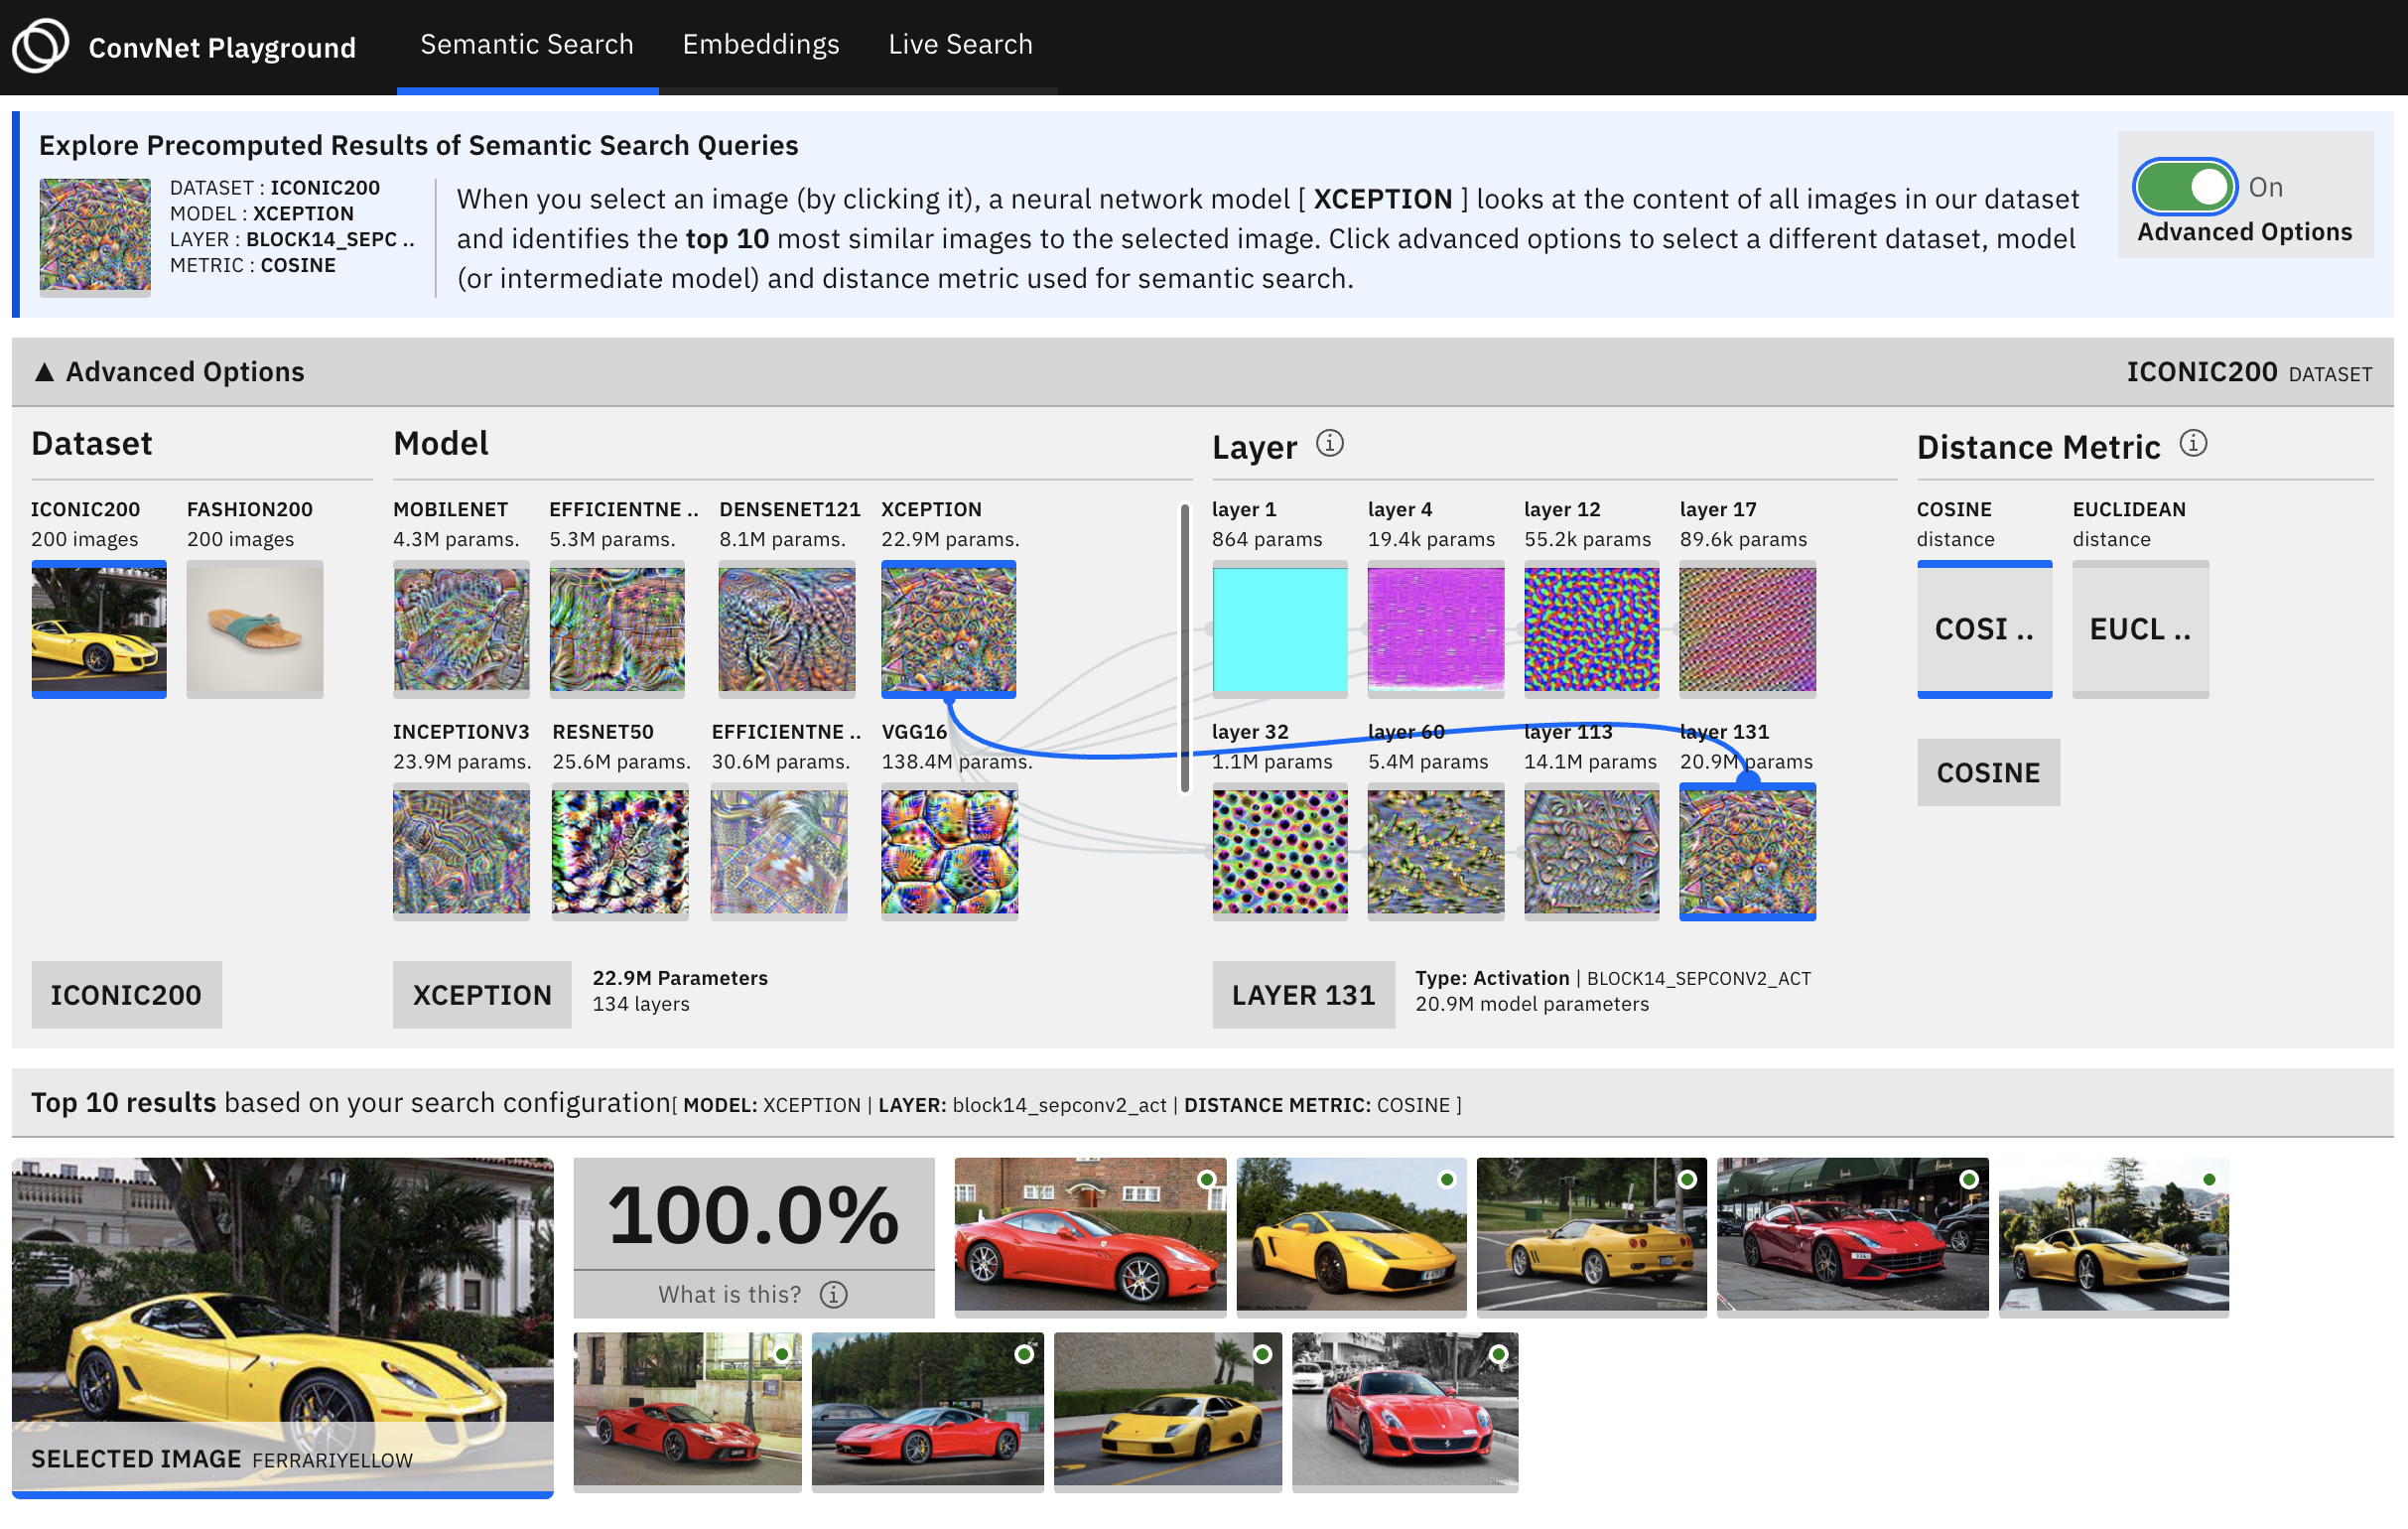 ConvNet Playground
Semantic Search
Embeddings
Live Search
Explore Precomputed Results of Semantic Search Queries
DATASET : ICONIC200
MODEL : XCEPTION
LAYER : BLOCK14_SEPC ..
METRIC : COSINE
When you select an image (by clicking it), a neural network model [ XCEPTION ] looks at the content of all images in our dataset
and identifies the top 10 most similar images to the selected image. Click advanced options to select a different dataset, model
(or intermediate model) and distance metric used for semantic search.
On
Advanced Options
▲ Advanced Options
ICONIC200 DATASET
Dataset
ICONIC200
200 images
FASHION200
200 images
ICONIC200
Model
MOBILENET
4.3M params.
EFFICIENTNE ..
5.3M params.
DENSENET121
8.1M params.
XCEPTION
22.9M params.
INCEPTIONV3
23.9M params.
RESNET50
25.6M params.
EFFICIENTNE ..
30.6M params.
VGG16
138.4M params.
XCEPTION
22.9M Parameters
134 layers
Layer
layer 1
864 params
layer 4
19.4k params
layer 12
55.2k params
layer 17
89.6k params
layer 32
1.1M params
layer 60
5.4M params
layer 113
14.1M params
layer 131
20.9M params
LAYER 131
Type: Activation | BLOCK14_SEPCONV2_ACT
20.9M model parameters
Distance Metric
COSINE
distance
COSI ..
EUCLIDEAN
distance
EUCL ..
COSINE
Top 10 results based on your search configuration[ MODEL: XCEPTION | LAYER: block14_sepconv2_act | DISTANCE METRIC: COSINE ]
SELECTED IMAGE FERRARIYELLOW
100.0%
What is this?